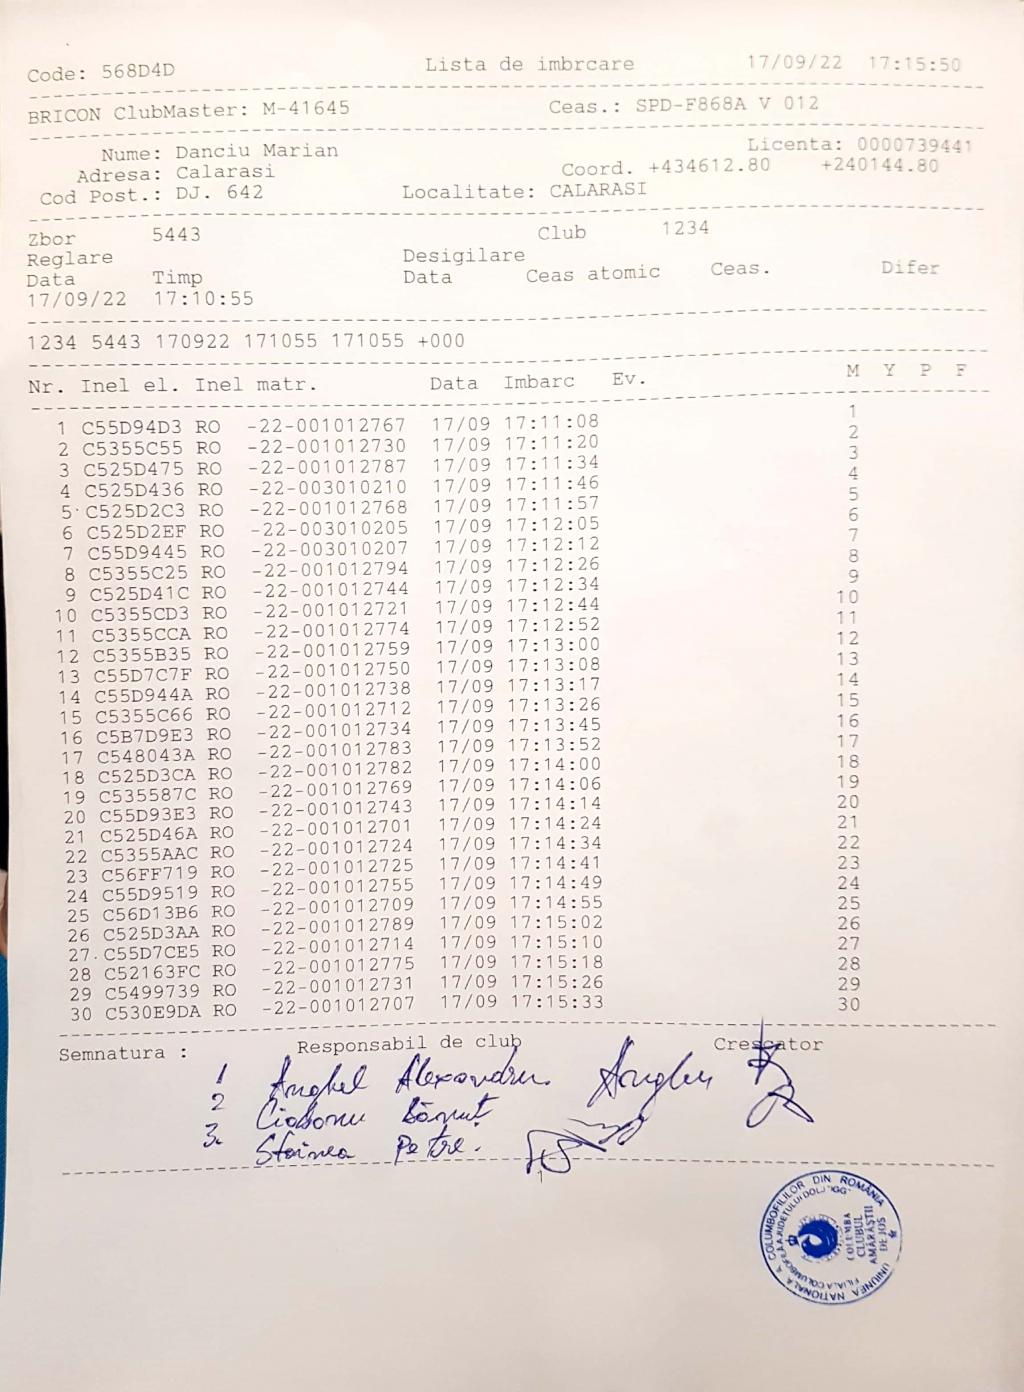 Code: 568D4D Lista de imbrcare 17/09/22 17:15:50
BRICON ClubMaster: M-41645 Ceas.: SPD-F868A V 012
Nume: Danciu Marian Licenta: 0000739441
Adresa: Calarasi Coord. +434612.80 +240144.80
Cod Post.: DJ. 642 Localitate: CALARASI
Zbor 5443 Club 1234
Reglare Desigilare
Data Timp Data Ceas atomic Ceas. Difer
17/09/22 17:10:55
1234 5443 170922 171055 171055 +000
Nr. Inel el. Inel matr. Data Imbarc Ev. M Y P F
1 C55D94D3 RO -22-001012767 17/09 17:11:08 1
2 C5355C55 RO -22-001012730 17/09 17:11:20 2
3 C525D475 RO -22-001012787 17/09 17:11:34 3
4 C525D436 RO -22-003010210 17/09 17:11:46 4
5 C525D2C3 RO -22-001012768 17/09 17:11:57 5
6 C525D2EF RO -22-003010205 17/09 17:12:05 6
7 C55D9445 RO -22-003010207 17/09 17:12:12 7
8 C5355C25 RO -22-001012794 17/09 17:12:26 8
9 C525D41C RO -22-001012744 17/09 17:12:34 9
10 C5355CD3 RO -22-001012721 17/09 17:12:44 10
11 C5355CCA RO -22-001012774 17/09 17:12:52 11
12 C5355B35 RO -22-001012759 17/09 17:13:00 12
13 C55D7C7F RO -22-001012750 17/09 17:13:08 13
14 C55D944A RO -22-001012738 17/09 17:13:17 14
15 C5355C66 RO -22-001012712 17/09 17:13:26 15
16 C5B7D9E3 RO -22-001012734 17/09 17:13:45 16
17 C548043A RO -22-001012783 17/09 17:13:52 17
18 C525D3CA RO -22-001012782 17/09 17:14:00 18
19 C535587C RO -22-001012769 17/09 17:14:06 19
20 C55D93E3 RO -22-001012743 17/09 17:14:14 20
21 C525D46A RO -22-001012701 17/09 17:14:24 21
22 C5355AAC RO -22-001012724 17/09 17:14:34 22
23 C56FF719 RO -22-001012725 17/09 17:14:41 23
24 C55D9519 RO -22-001012755 17/09 17:14:49 24
25 C56D13B6 RO -22-001012709 17/09 17:14:55 25
26 C525D3AA RO -22-001012789 17/09 17:15:02 26
27 C55D7CE5 RO -22-001012714 17/09 17:15:10 27
28 C52163FC RO -22-001012775 17/09 17:15:18 28
29 C5499739 RO -22-001012731 17/09 17:15:26 29
30 C530E9DA RO -22-001012707 17/09 17:15:33 30
Semnatura : Responsabil de club Crescator
1 Anghel Alexandru.
2 Ciobonu Dănuț
3. Stoinea Petre.
UNIUNEA NAȚIONALĂ A COLUMBOFILILOR DIN ROMÂNIA
FILIALA COLUMBOFILĂ A JUDEȚULUI DOLJ "IGG"
COLUMBA
CLUBUL
AMĂRĂȘTII
DE JOS